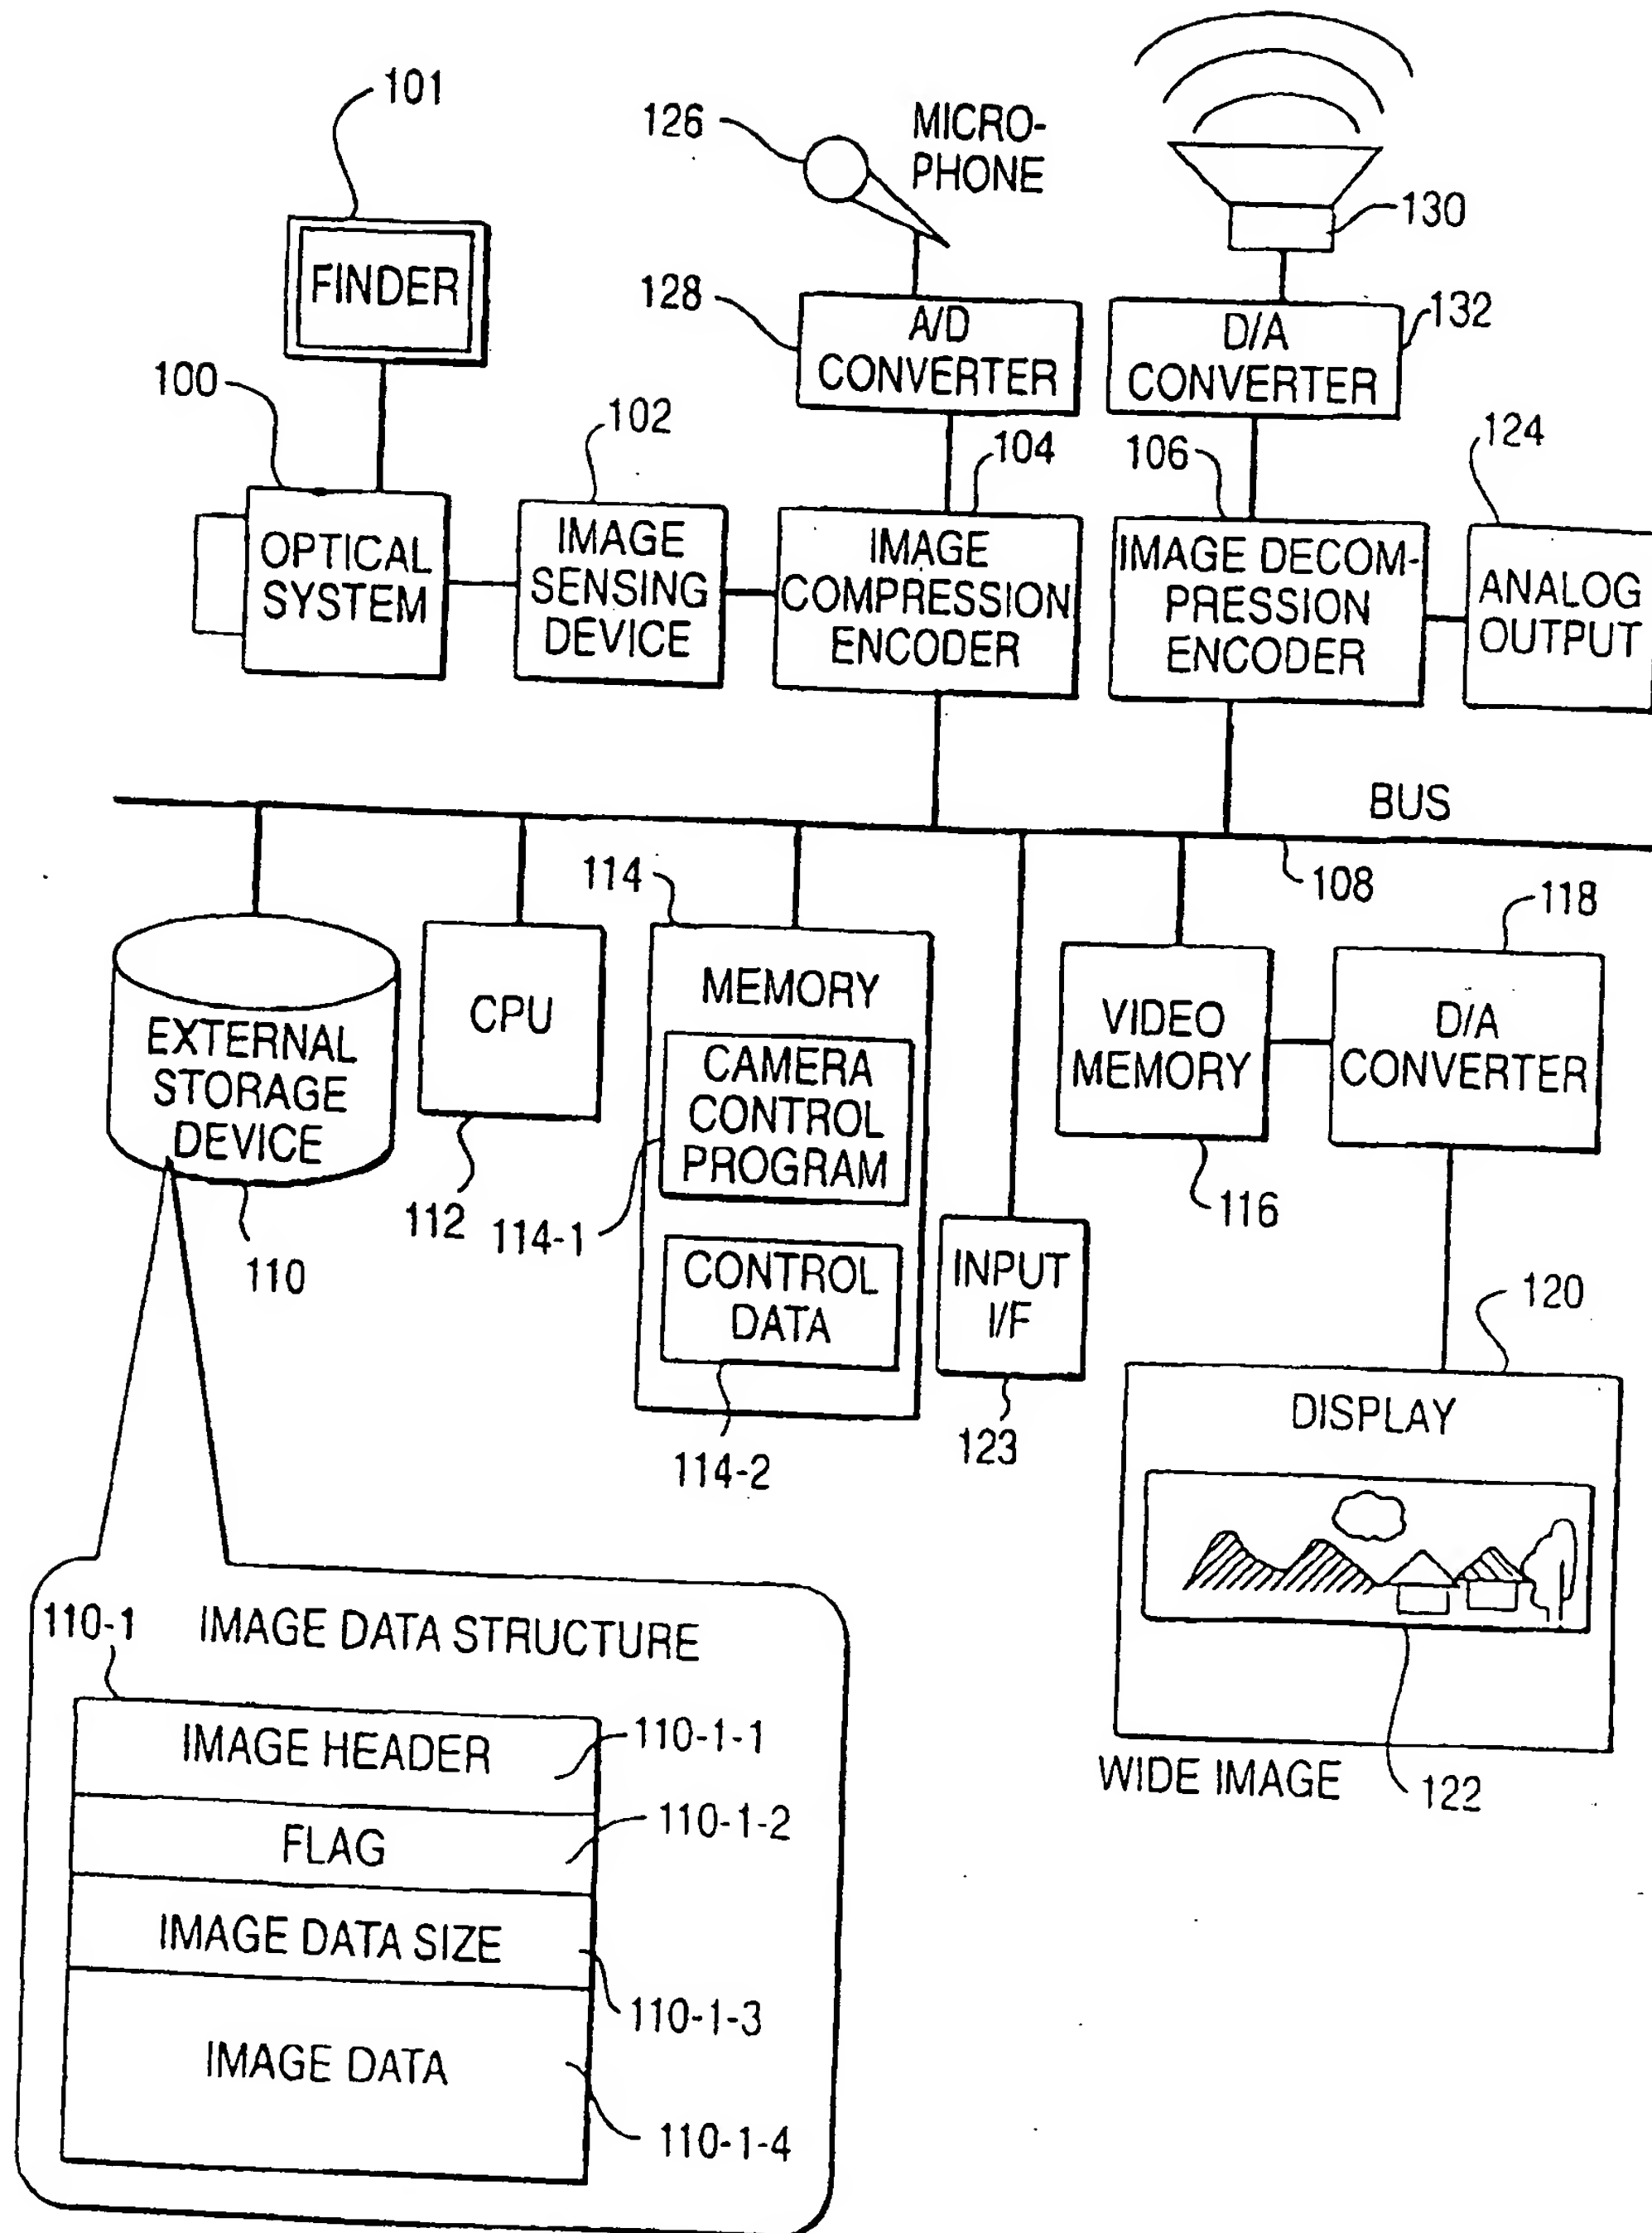 101
126
MICRO-
PHONE
130
FINDER
128
A/D
CONVERTER
D/A
CONVERTER
132
100
102
104
106
124
OPTICAL
SYSTEM
IMAGE
SENSING
DEVICE
IMAGE
COMPRESSION
ENCODER
IMAGE DECOM-
PRESSION
ENCODER
ANALOG
OUTPUT
BUS
108
114
118
EXTERNAL
STORAGE
DEVICE
110
CPU
112
MEMORY
CAMERA
CONTROL
PROGRAM
114-1
CONTROL
DATA
114-2
INPUT
I/F
123
VIDEO
MEMORY
116
D/A
CONVERTER
120
DISPLAY
WIDE IMAGE
122
110-1
IMAGE DATA STRUCTURE
IMAGE HEADER
110-1-1
FLAG
110-1-2
IMAGE DATA SIZE
110-1-3
IMAGE DATA
110-1-4